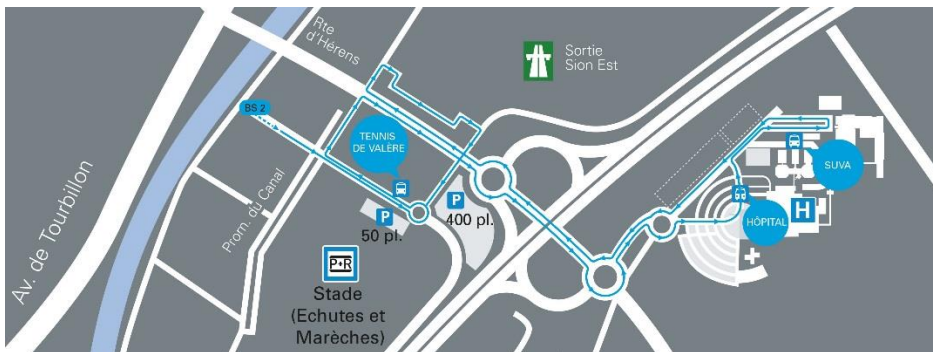 Rte
d'Hérens
Sortie
Sion Est
BS 2
TENNIS
DE VALÈRE
SUVA
HÔPITAL
H
P
400 pl.
P
50 pl.
Prom. du Canal
Av. de Tourbillon
P+R
Stade
(Echutes et
Marèches)